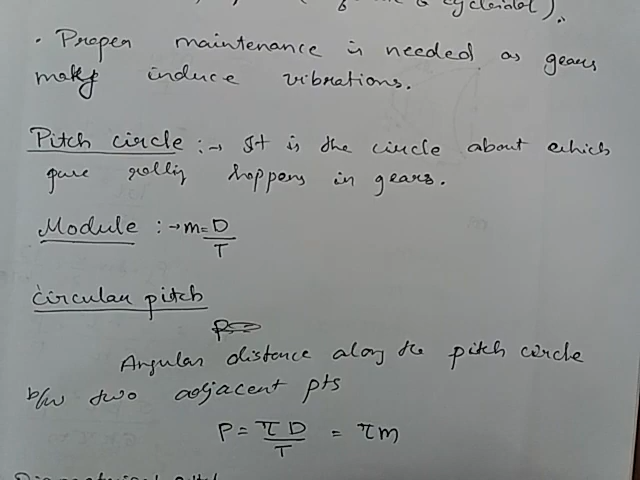 & cycloidal).
• Proper maintenance is needed as gears
may induce vibrations.
Pitch circle :→ It is the circle about which
pure rolling happens in gears.
Module :→ m = D/T
Circular pitch
Angular distance along the pitch circle
b/w two adjacent pts
P = πD/T = πm